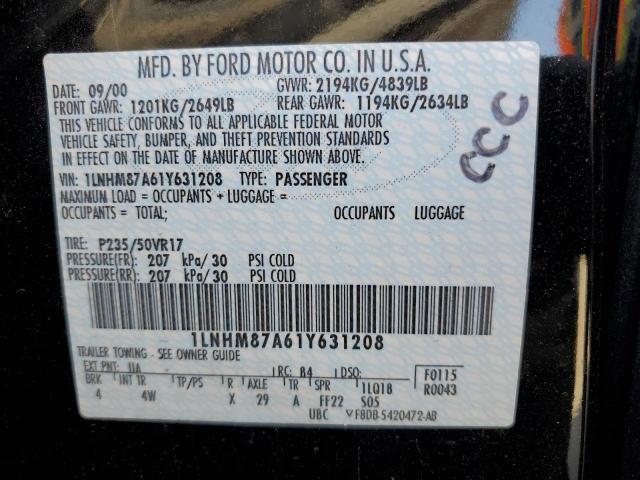 MFD. BY FORD MOTOR CO. IN U.S.A.
DATE: 09/00 GVWR: 2194KG/4839LB
FRONT GAWR: 1201KG/2649LB REAR GAWR: 1194KG/2634LB
THIS VEHICLE CONFORMS TO ALL APPLICABLE FEDERAL MOTOR
VEHICLE SAFETY, BUMPER, AND THEFT PREVENTION STANDARDS
IN EFFECT ON THE DATE OF MANUFACTURE SHOWN ABOVE.
CCC
VIN: 1LNHM87A61Y631208 TYPE: PASSENGER
MAXIMUM LOAD = OCCUPANTS + LUGGAGE =
OCCUPANTS = TOTAL; OCCUPANTS LUGGAGE
TIRE: P235/50VR17
PRESSURE(FR): 207 kPa/30 PSI COLD
PRESSURE(RR): 207 kPa/30 PSI COLD
1LNHM87A61Y631208
TRAILER TOWING - SEE OWNER GUIDE
EXT PNT: UA RC: 84 DSO: F0115
BRK INT TR TP/PS R AXLE TR SPR 1LQ18 R0043
4 4W X 29 A FF22 S05
UBC F8DB-5420472-AB